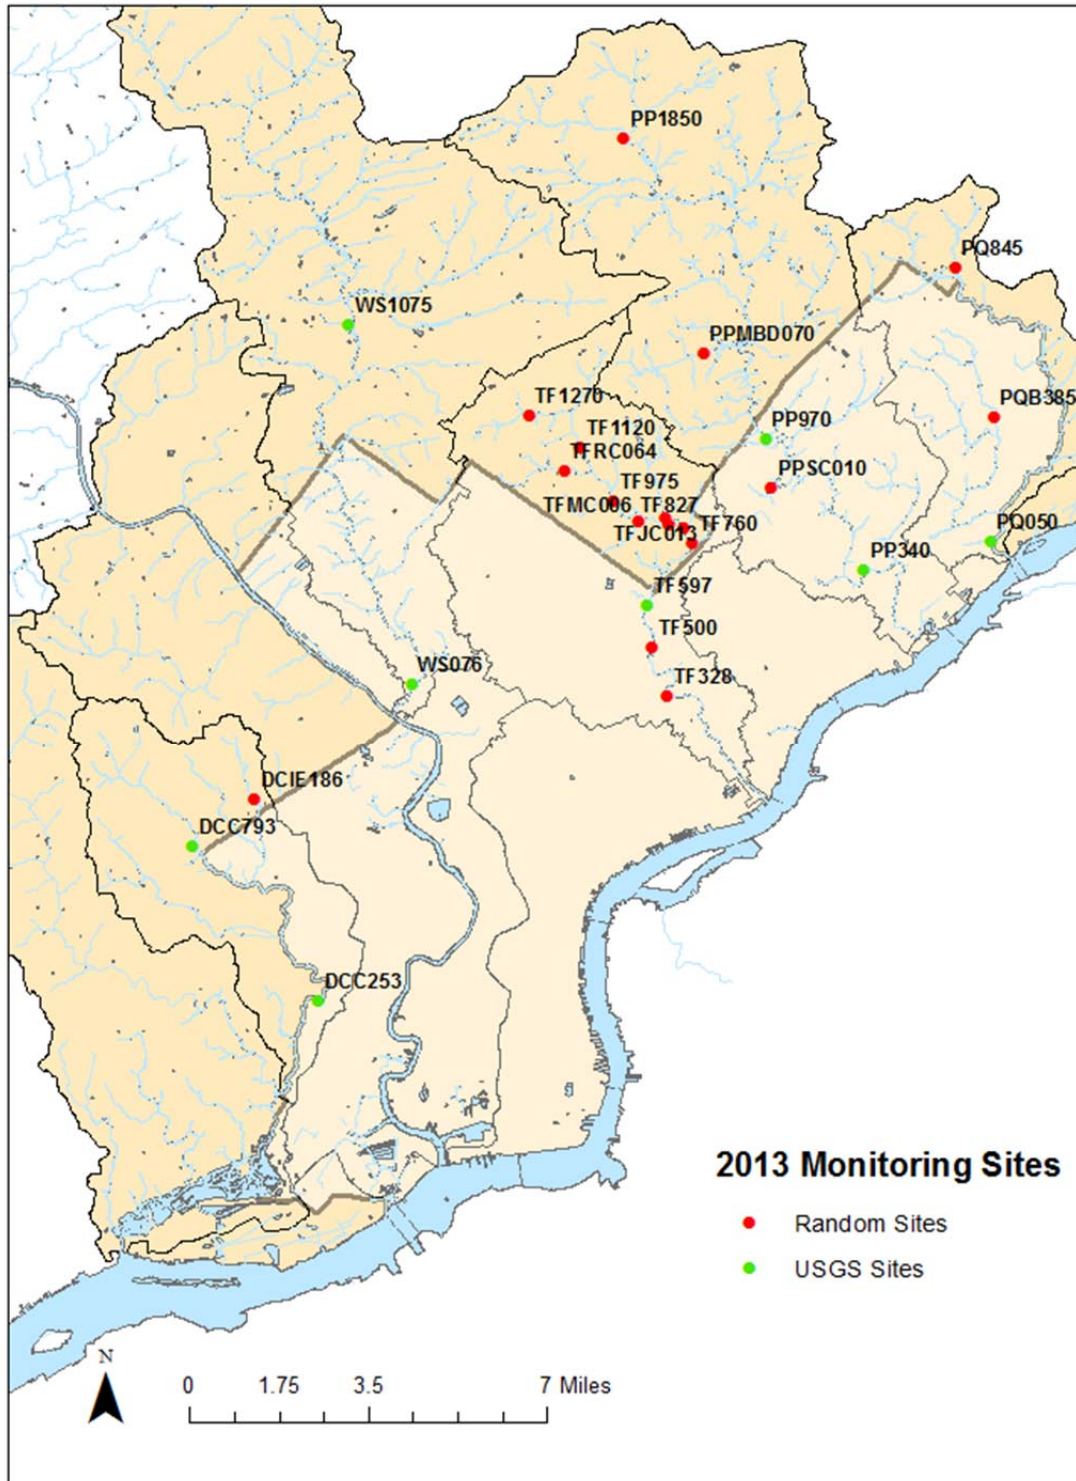 PP1850
PQ845
WS1075
PPMBD070
PQB385
TF1270
TF1120
PP970
TFRC064
PPSC010
TF975
TFMC006 TF827
TF760
TFJC013
PQ050
PP340
TF597
TF500
WS076
TF328
DCIE186
DCC793
DCC253
2013 Monitoring Sites
Random Sites
USGS Sites
N
0 1.75 3.5 7 Miles